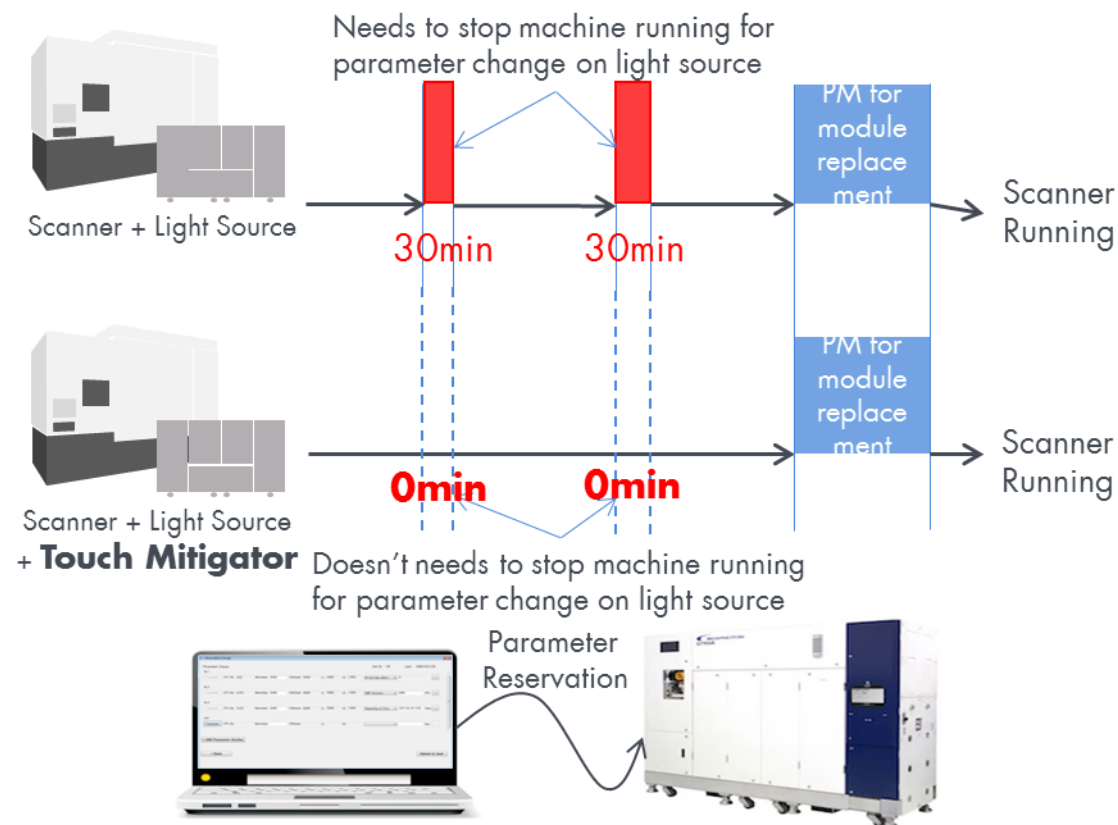 Needs to stop machine running for
parameter change on light source
PM for
module
replace
ment
Scanner + Light Source
30min
30min
Scanner
Running
PM for
module
replace
ment
0min
0min
Scanner
Running
Scanner + Light Source
+ Touch Mitigator
Doesn't needs to stop machine running
for parameter change on light source
Parameter
Reservation